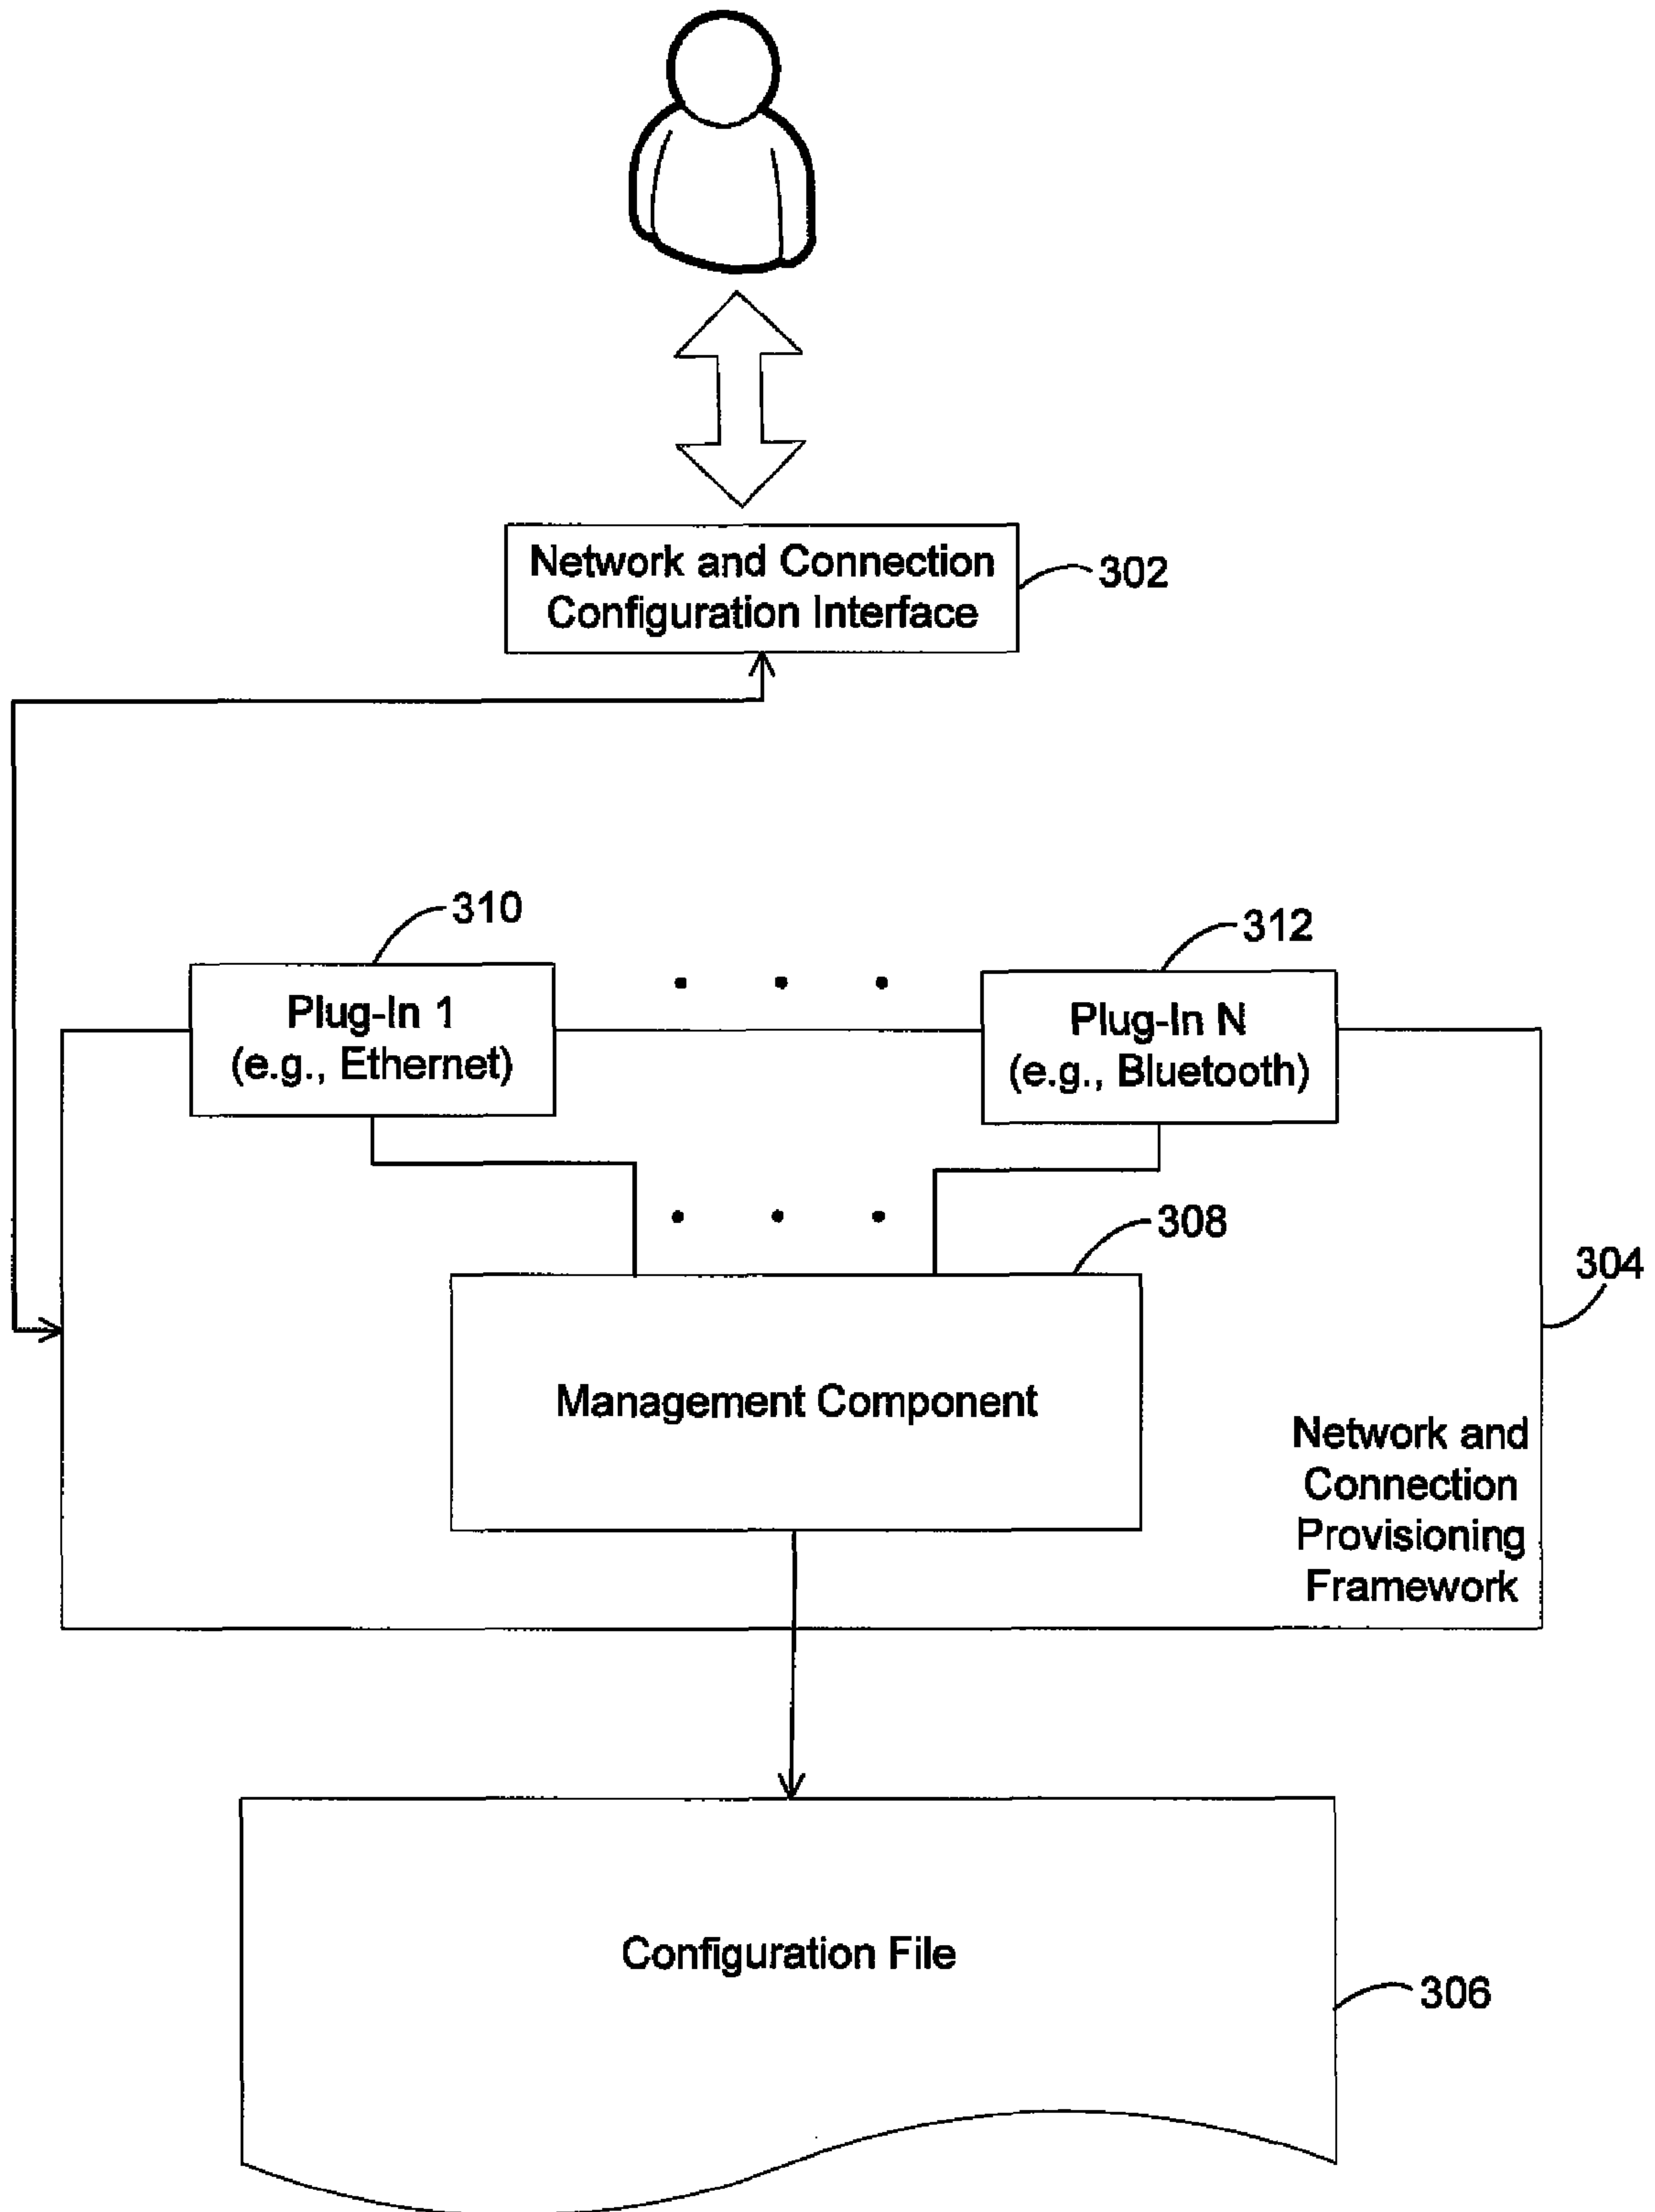 Network and Connection
Configuration Interface
302
310
312
Plug-In 1
(e.g., Ethernet)
Plug-In N
(e.g., Bluetooth)
308
304
Management Component
Network and
Connection
Provisioning
Framework
Configuration File
306